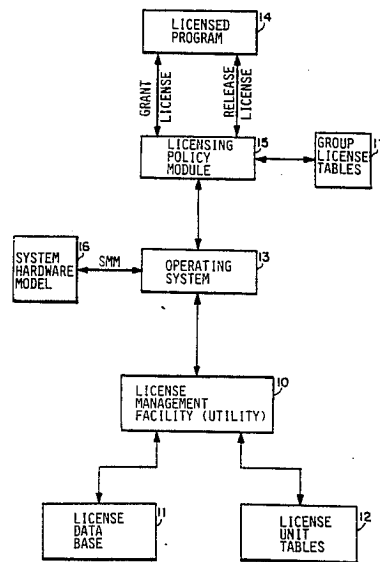 LICENSED
PROGRAM
14
GRANT
LICENSE
RELEASE
LICENSE
LICENSING
POLICY
MODULE
15
GROUP
LICENSE
TABLES
SYSTEM
HARDWARE
MODEL
16
SMM
OPERATING
SYSTEM
13
LICENSE
MANAGEMENT
FACILITY (UTILITY)
10
LICENSE
DATA
BASE
11
LICENSE
UNIT
TABLES
12